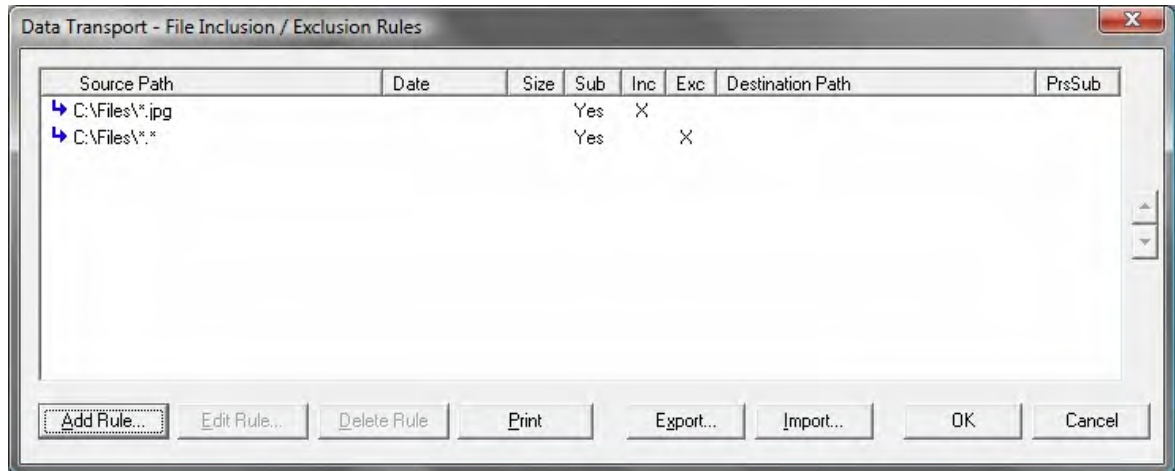 Data Transport - File Inclusion / Exclusion Rules
Source Path Date Size Sub Inc Exc Destination Path PrsSub
C:\Files\*.jpg Yes X
C:\Files\*.* Yes X
Add Rule... Edit Rule... Delete Rule Print Export... Import... OK Cancel